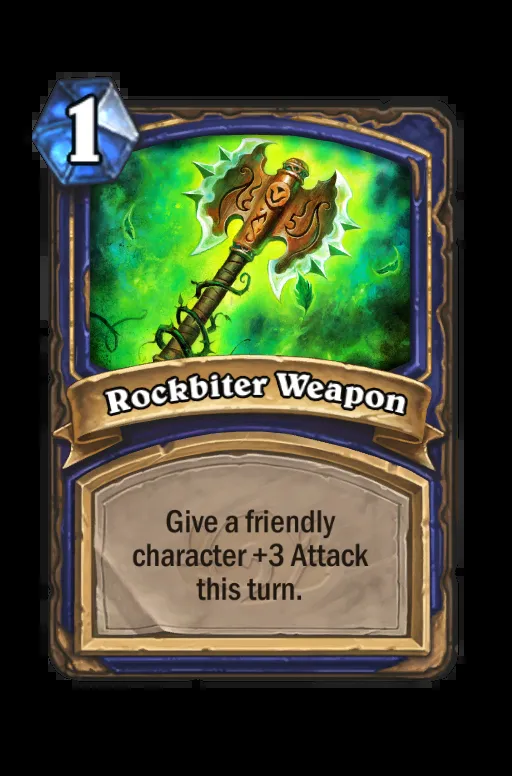 1
Rockbiter Weapon
Give a friendly
character +3 Attack
this turn.